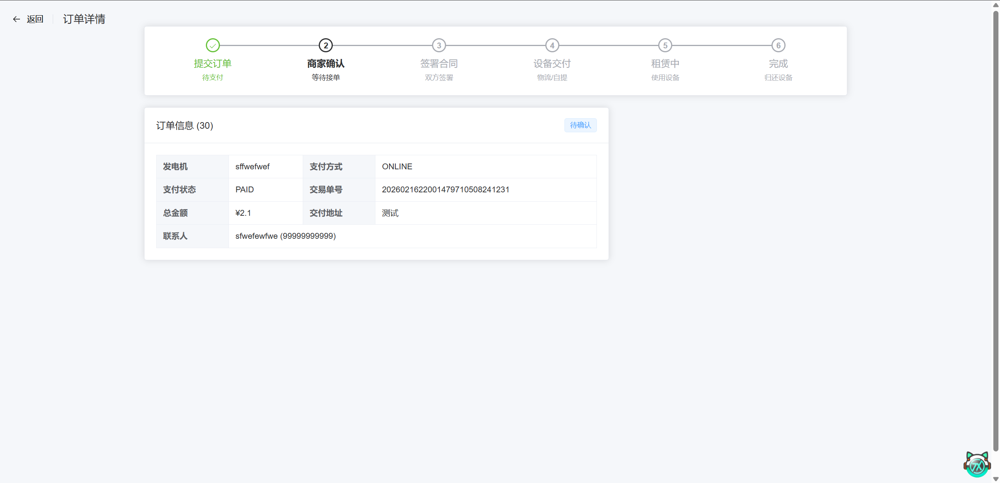 返回 订单详情
2 3 4 5 6
提交订单 商家确认 签署合同 设备交付 租赁中 完成
待支付 等待接单 双方签署 物流/自提 使用设备 归还设备
订单信息 (30) 待确认
发电机 sffwefwef 支付方式 ONLINE
支付状态 PAID 交易单号 2026021622001479710508241231
总金额 ¥2.1 交付地址 测试
联系人 sfwefewfwe (99999999999)
7X